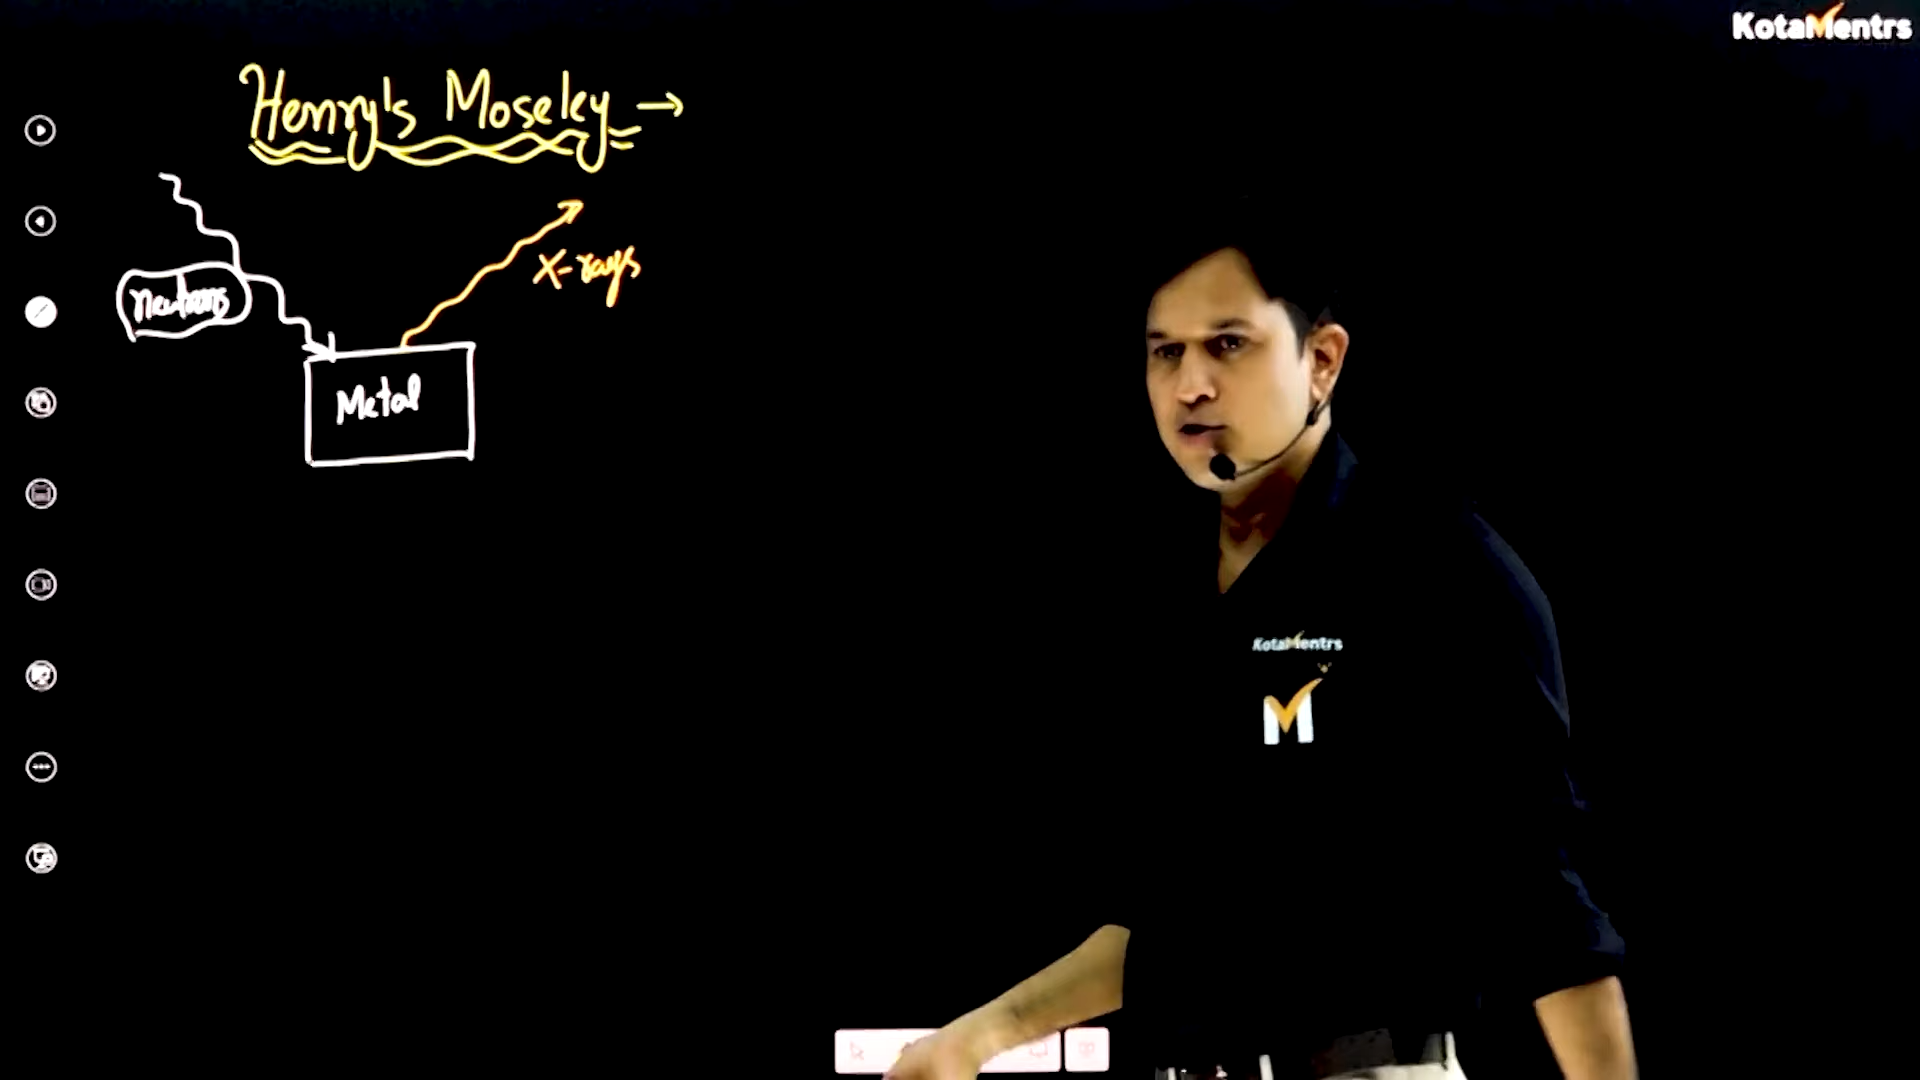 KotaMentrs
Henry's Moseley →
X-rays
neutrons
Metal
KotaMentrs
M